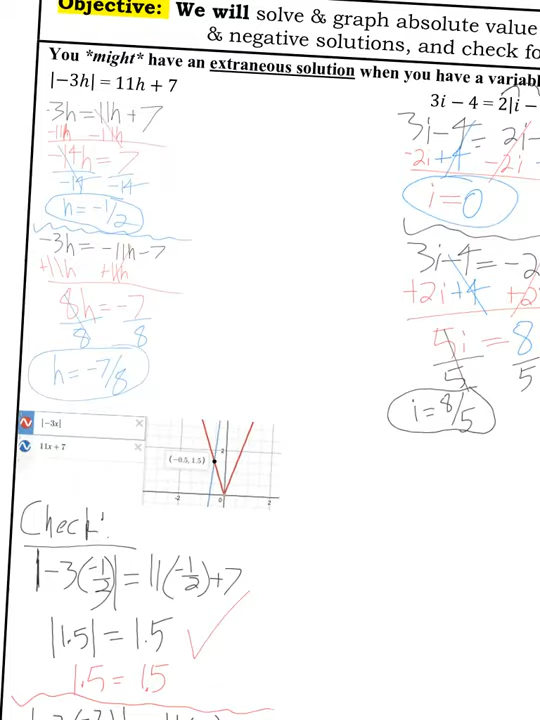 Objective: We will solve & graph absolute value
& negative solutions, and check fo
You *might* have an extraneous solution when you have a variabl
|−3h| = 11h + 7
-3h = 11h + 7
-11h -11h
-14h = 7
-14 -14
h = -1/2
-3h = -11h - 7
+11h +11h
8h = -7
8 8
h = -7/8
|-3x|
11x + 7
(-0.5, 1.5)
2
-2 0 2
Check:
|-3(-1/2)| = 11(-1/2) + 7
|1.5| = 1.5
1.5 = 1.5
3i − 4 = 2|i −
3i - 4 = 2i -
-2i + 4 -2i
i = 0
3i - 4 = -2
+2i + 4 +2i
5i = 8
5 5
i = 8/5